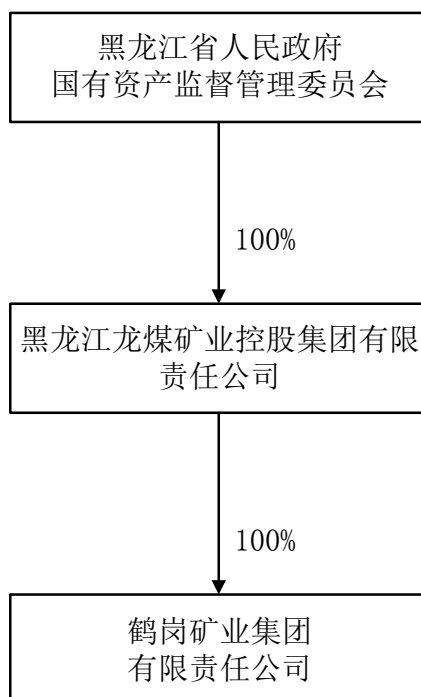 黑龙江省人民政府
国有资产监督管理委员会
100%
黑龙江龙煤矿业控股集团有限
责任公司
100%
鹤岗矿业集团
有限责任公司